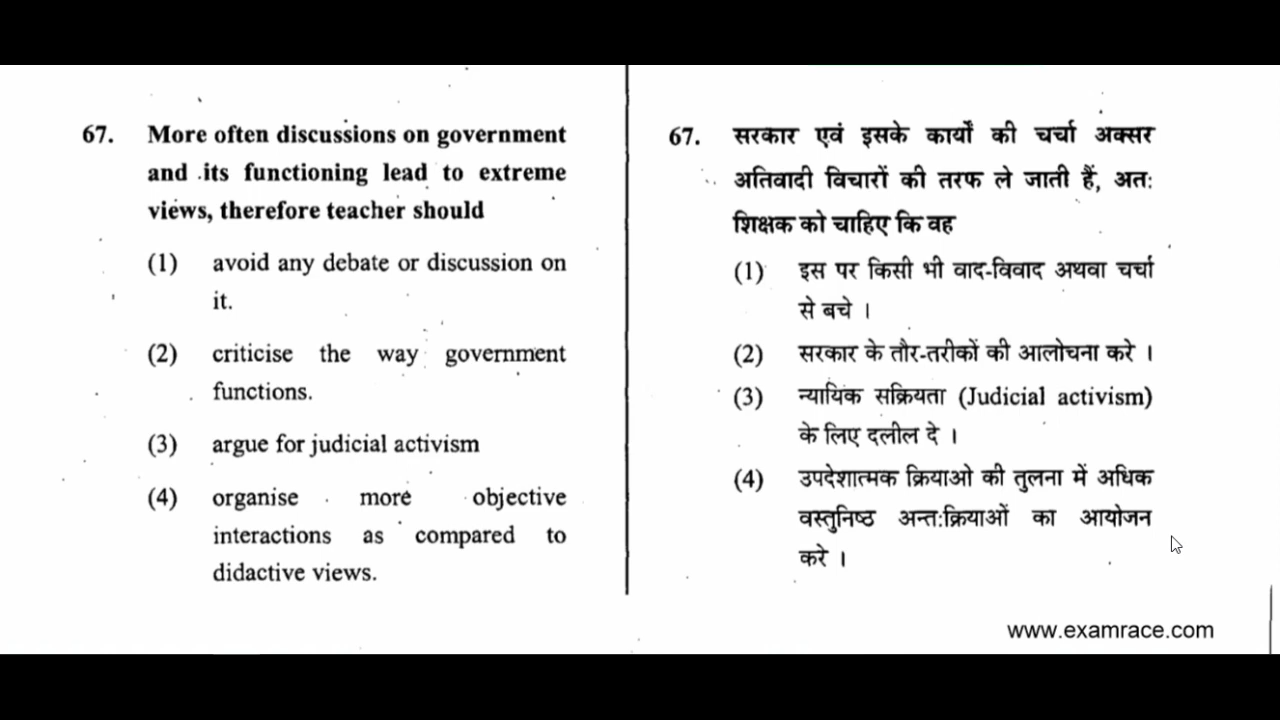 67. More often discussions on government
and its functioning lead to extreme
views, therefore teacher should
(1) avoid any debate or discussion on
it.
(2) criticise the way government
functions.
(3) argue for judicial activism
(4) organise more objective
interactions as compared to
didactive views.
67. सरकार एवं इसके कार्यों की चर्चा अक्सर
अतिवादी विचारों की तरफ ले जाती हैं, अतः
शिक्षक को चाहिए कि वह
(1) इस पर किसी भी वाद-विवाद अथवा चर्चा
से बचे ।
(2) सरकार के तौर-तरीकों की आलोचना करे ।
(3) न्यायिक सक्रियता (Judicial activism)
के लिए दलील दे ।
(4) उपदेशात्मक क्रियाओ की तुलना में अधिक
वस्तुनिष्ठ अन्तःक्रियाओं का आयोजन
करे ।
www.examrace.com